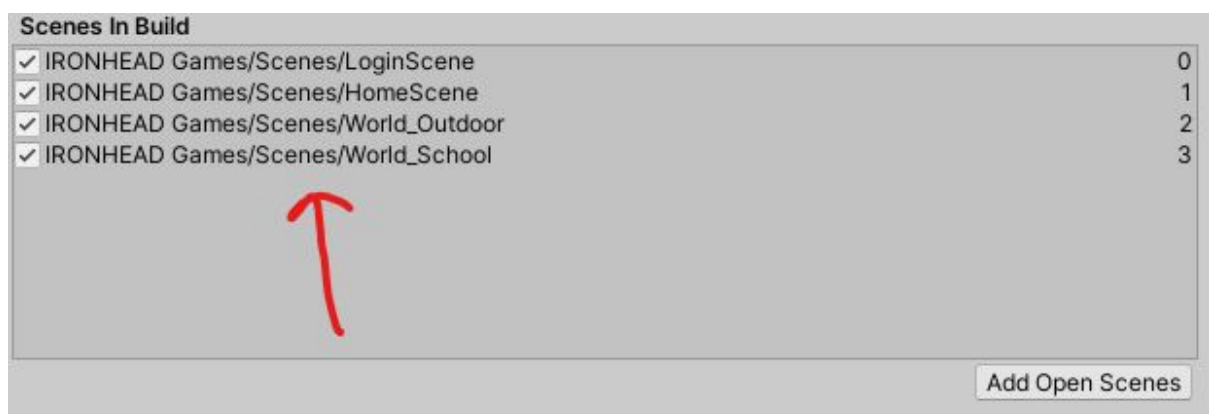 Scenes In Build
IRONHEAD Games/Scenes/LoginScene 0
IRONHEAD Games/Scenes/HomeScene 1
IRONHEAD Games/Scenes/World_Outdoor 2
IRONHEAD Games/Scenes/World_School 3
Add Open Scenes